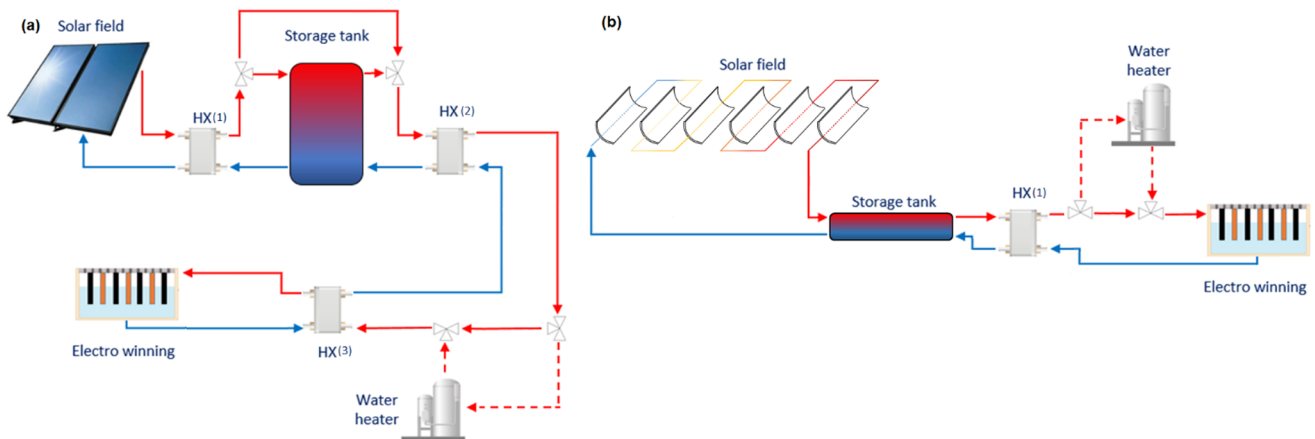 (a)
Solar field
Storage tank
HX(1)
HX(2)
Electro winning
HX(3)
Water
heater
(b)
Solar field
Water
heater
Storage tank
HX(1)
Electro winning